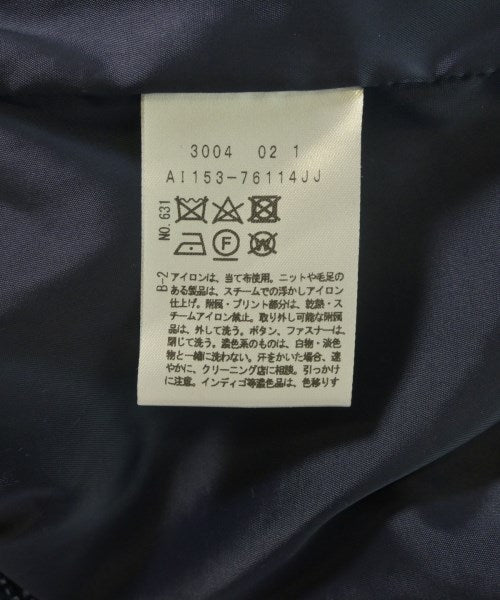 3004 02 1
AI153-76114JJ
NO.631
F
W
B-2
アイロンは、当て布使用。ニットや毛足の
ある製品は、スチームでの浮かしアイロン
仕上げ。附属・プリント部分は、乾熱・ス
チームアイロン禁止。取り外し可能な附属
品は、外して洗う。ボタン、ファスナーは
閉じて洗う。濃色系のものは、白物・淡色
物と一緒に洗わない。汗をかいた場合、速
やかに、クリーニング店に相談。引っかけ
に注意。インディゴ等濃色品は、色移りす